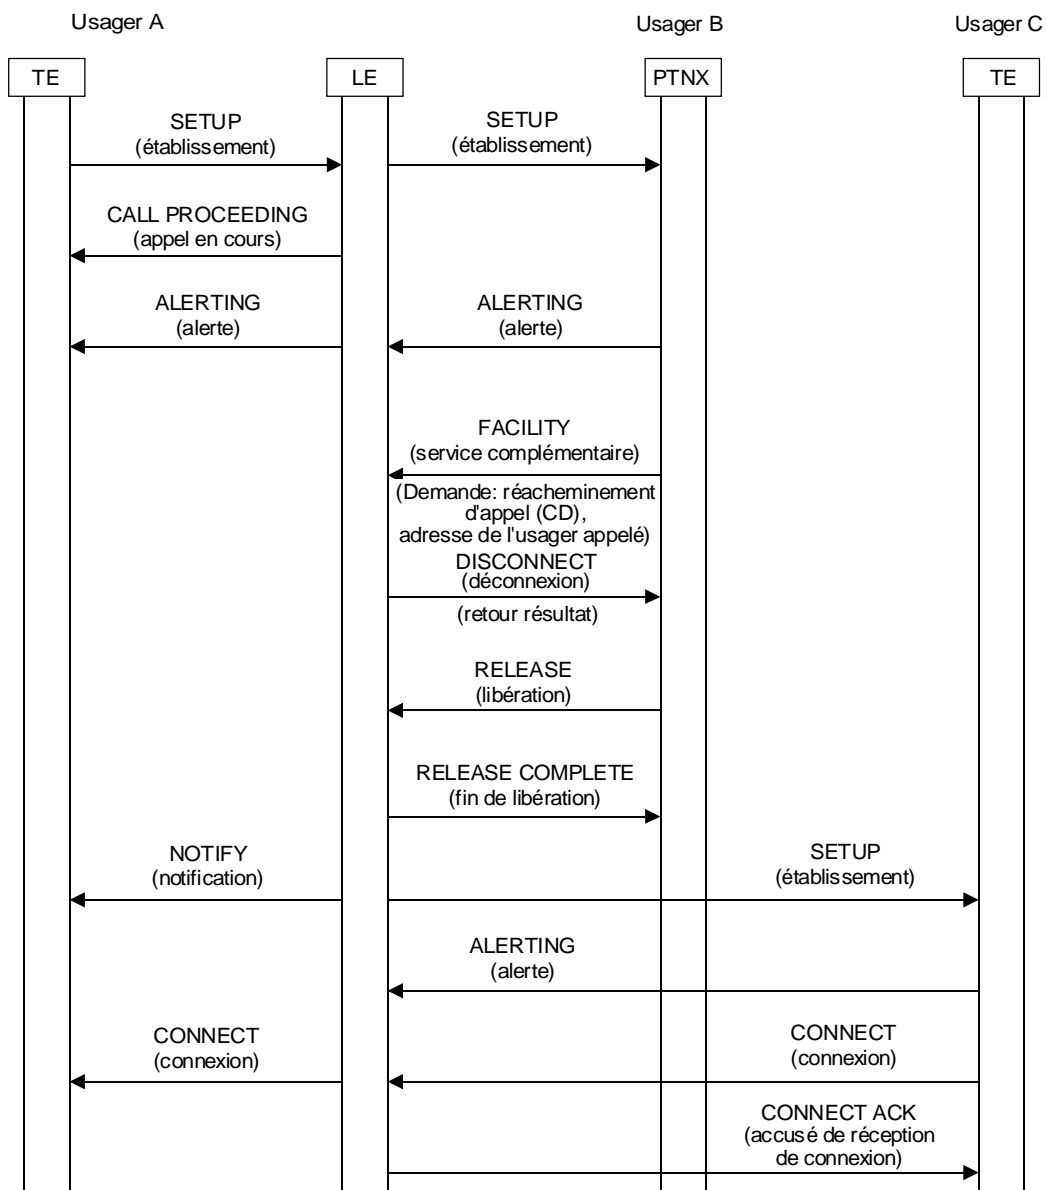 Usager A
Usager B
Usager C
TE
LE
PTNX
TE
SETUP
(établissement)
SETUP
(établissement)
CALL PROCEEDING
(appel en cours)
ALERTING
(alerte)
ALERTING
(alerte)
FACILITY
(service complémentaire)
(Demande: réacheminement
d'appel (CD),
adresse de l'usager appelé)
DISCONNECT
(déconnexion)
(retour résultat)
RELEASE
(libération)
RELEASE COMPLETE
(fin de libération)
NOTIFY
(notification)
SETUP
(établissement)
ALERTING
(alerte)
CONNECT
(connexion)
CONNECT
(connexion)
CONNECT ACK
(accusé de réception
de connexion)